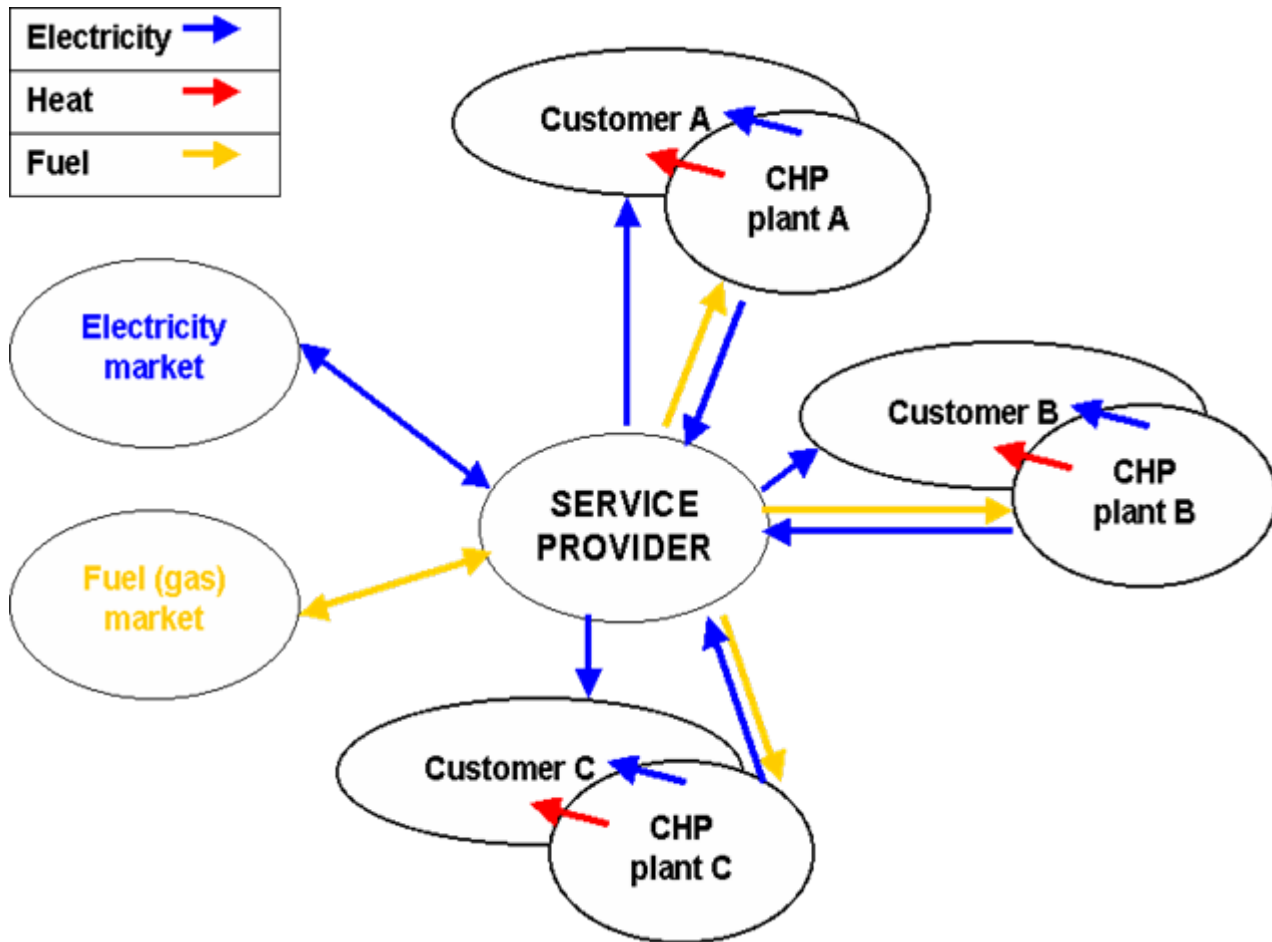 Electricity
Heat
Fuel
Customer A
CHP
plant A
Electricity
market
Customer B
CHP
plant B
SERVICE
PROVIDER
Fuel (gas)
market
Customer C
CHP
plant C